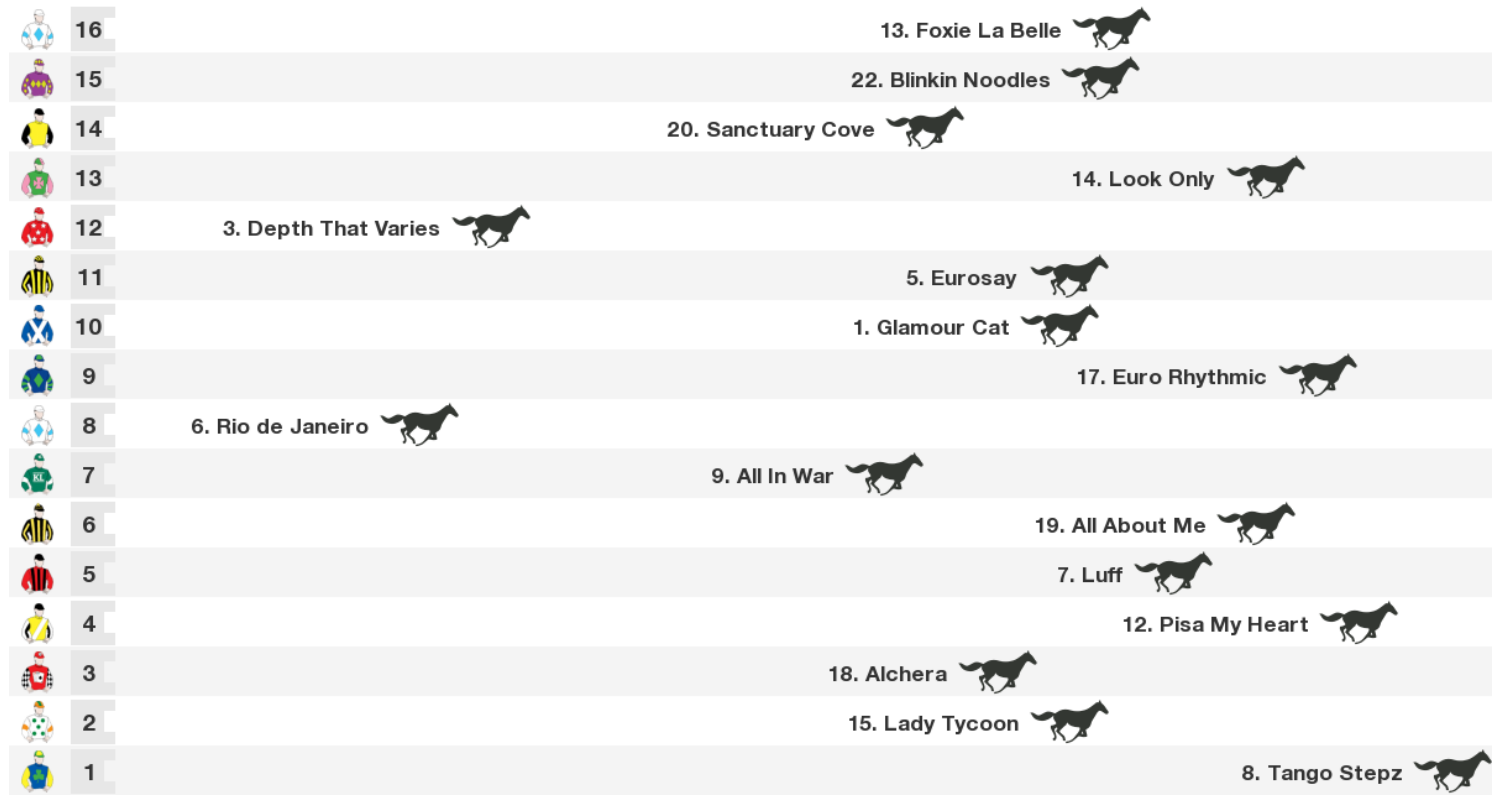 16 13. Foxie La Belle
15 22. Blinkin Noodles
14 20. Sanctuary Cove
13 14. Look Only
12 3. Depth That Varies
11 5. Eurosay
10 1. Glamour Cat
9 17. Euro Rhythmic
8 6. Rio de Janeiro
7 9. All In War
6 19. All About Me
5 7. Luff
4 12. Pisa My Heart
3 18. Alchera
2 15. Lady Tycoon
1 8. Tango Stepz